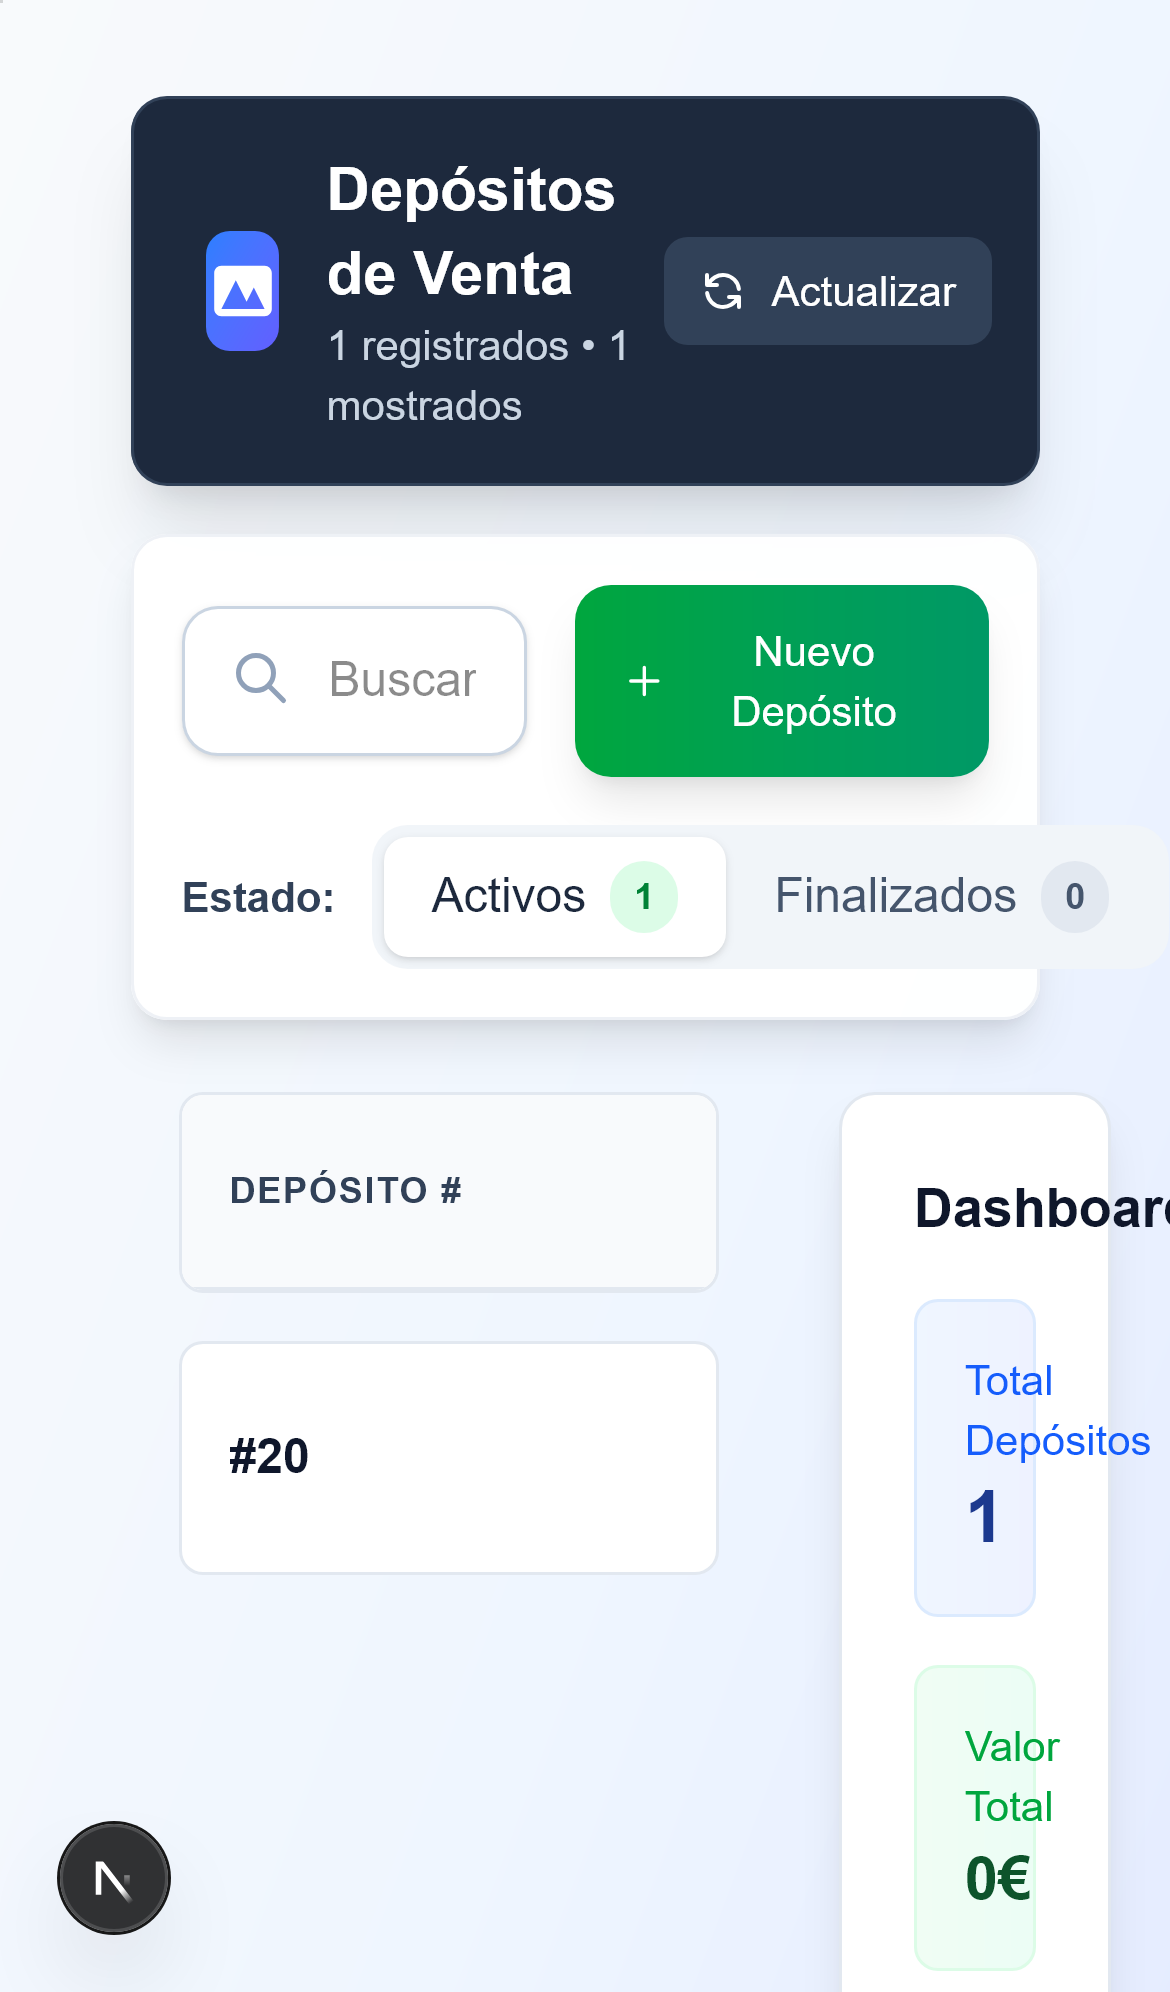 Depósitos
de Venta
1 registrados • 1
mostrados
Actualizar
Buscar
Nuevo
Depósito
Estado:
Activos 1
Finalizados 0
DEPÓSITO #
#20
Dashboar
Total
Depósitos
1
Valor
Total
0€
N